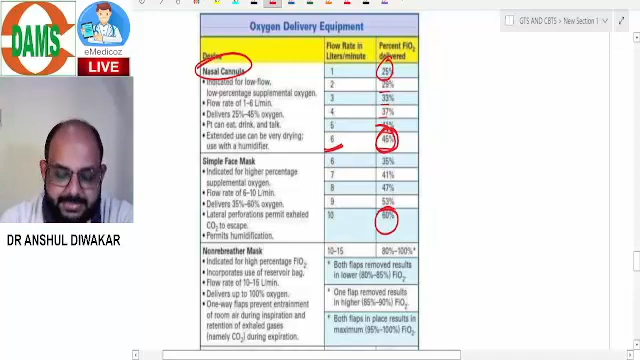 DAMS
eMedicoz
LIVE
GTS AND CBTS
New Section 1
Oxygen Delivery Equipment
Device
Flow Rate in Liters/minute
Percent FiO2 delivered
Nasal Cannula
• Indicated for low-flow,
low-percentage supplemental oxygen.
• Flow rate of 1–6 L/min.
• Delivers 25%–45% oxygen.
• Pt can eat, drink, and talk.
• Extended use can be very drying;
use with a humidifier.
1 25%
2 29%
3 33%
4 37%
5 41%
6 45%
Simple Face Mask
• Indicated for higher percentage
supplemental oxygen.
• Flow rate of 6–10 L/min.
• Delivers 35%–60% oxygen.
• Lateral perforations permit exhaled
CO2 to escape.
• Permits humidification.
6 35%
7 41%
8 47%
9 53%
10 60%
Nonrebreather Mask
• Indicated for high percentage FiO2.
• Incorporates use of reservoir bag.
• Flow rate of 10–15 L/min.
• Delivers up to 100% oxygen.
• One-way flaps prevent entrainment
of room air during inspiration and
retention of exhaled gases
(namely CO2) during expiration.
10–15 80%–100%*
* Both flaps removed results
in lower (80%–85%) FiO2.
* One flap removed results
in higher (85%–90%) FiO2.
* Both flaps in place results in
maximum (95%–100%) FiO2.
DR ANSHUL DIWAKAR